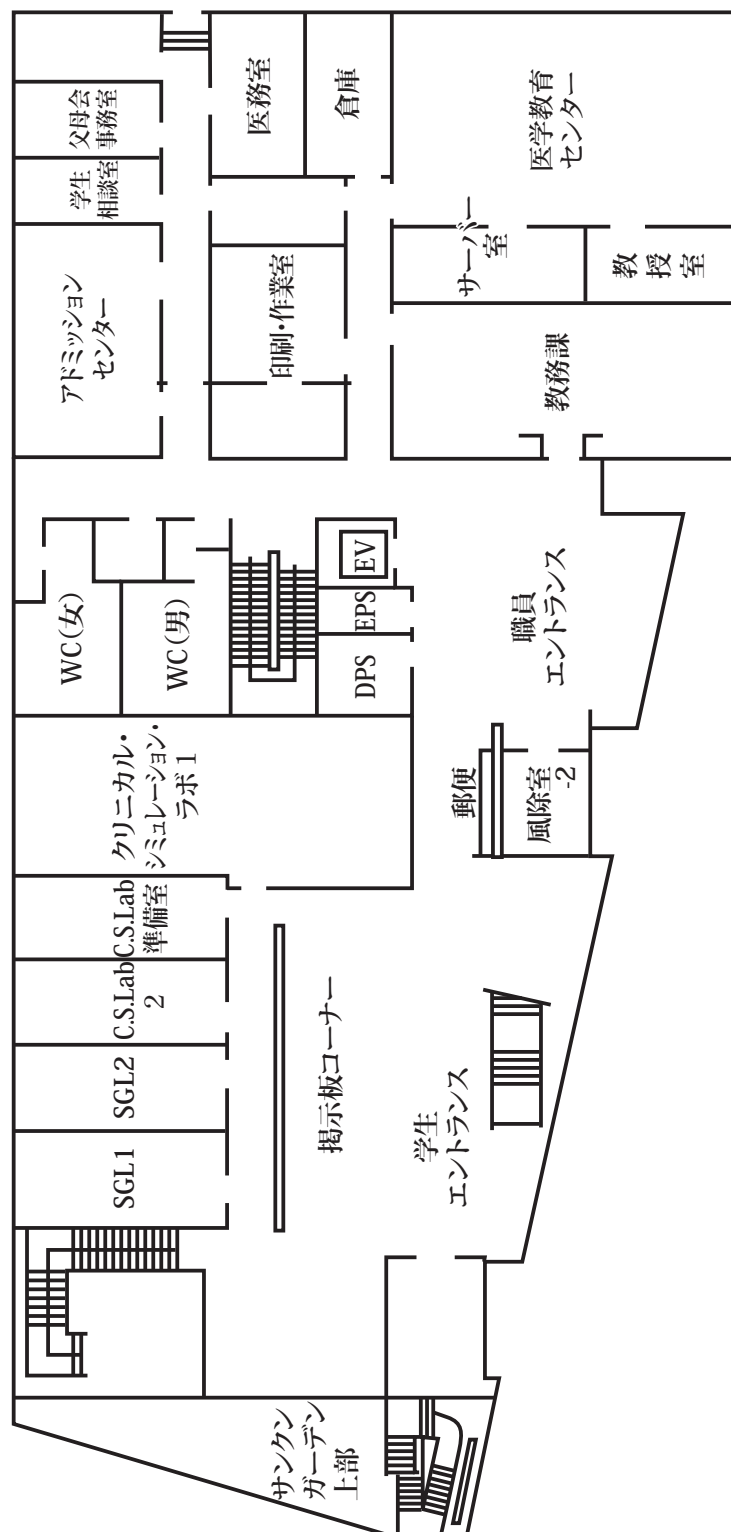 父母会
事務室
学生
相談室
アドミッション
センター
医務室
倉庫
医学教育
センター
サーバー
室
教授室
印刷・作業室
教務課
WC(女)
WC(男)
EV
EPS
DPS
職員
エントランス
クリニカル・
シミュレーション・
ラボ1
郵便
風除室
-2
C.S.Lab
準備室
C.S.Lab
2
SGL2
SGL1
掲示板コーナー
学生
エントランス
サンクン
ガーデン
上部